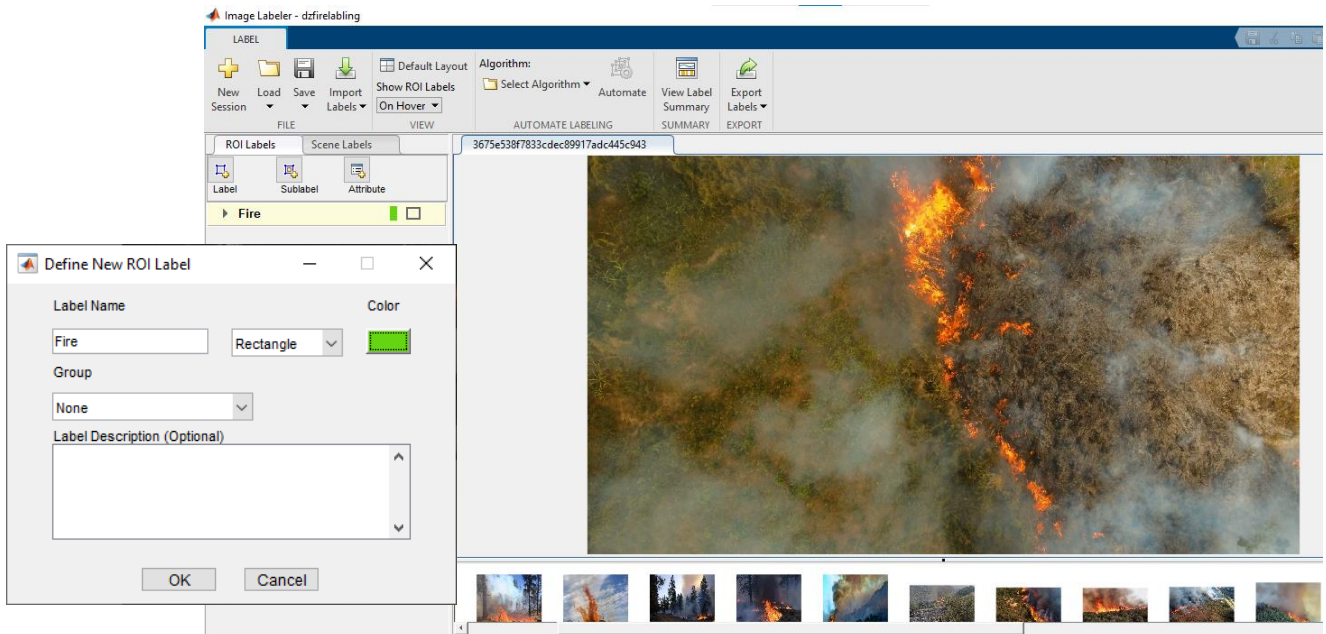 Image Labeler - dzfirelabling
LABEL
New Session
Load
Save
Import Labels
FILE
Default Layout
Show ROI Labels
On Hover
VIEW
Algorithm:
Select Algorithm
Automate
AUTOMATE LABELING
View Label Summary
SUMMARY
Export Labels
EXPORT
ROI Labels
Scene Labels
3675e538f7833cdec89917adc445c943
Label
Sublabel
Attribute
Fire
Define New ROI Label
Label Name
Color
Fire
Rectangle
Group
None
Label Description (Optional)
OK
Cancel